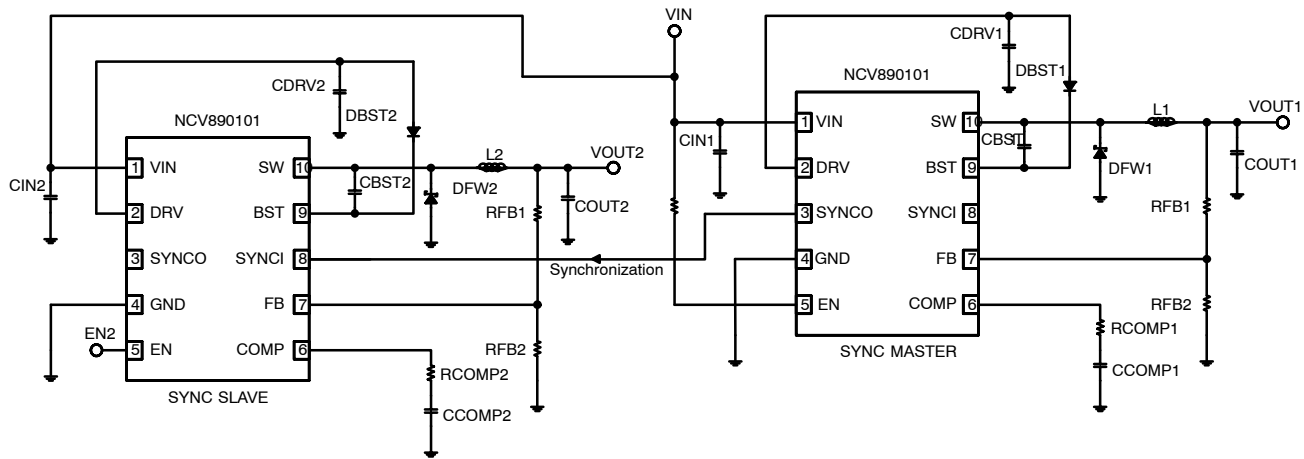 VIN
CDRV1
NCV890101
DBST1
L1
VOUT1
1 VIN
SW 10
CIN1
CBST1
DFW1
COUT1
2 DRV
BST 9
3 SYNCO
SYNCI 8
RFB1
4 GND
FB 7
5 EN
COMP 6
RFB2
RCOMP1
CCOMP1
SYNC MASTER
CDRV2
NCV890101
DBST2
L2
VOUT2
1 VIN
SW 10
CIN2
CBST2
DFW2
COUT2
2 DRV
BST 9
RFB1
3 SYNCO
SYNCI 8
Synchronization
4 GND
FB 7
EN2
5 EN
COMP 6
RFB2
RCOMP2
CCOMP2
SYNC SLAVE